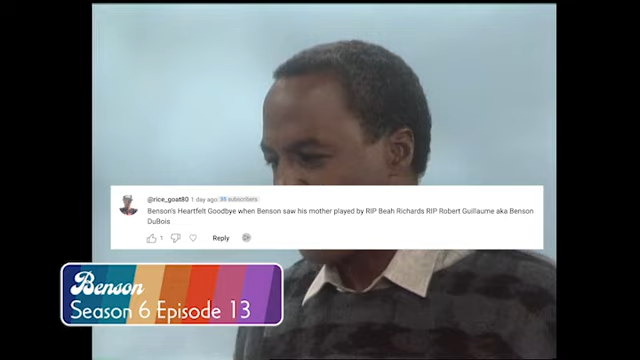 @rice_goat80 1 day ago 35 subscribers
Benson's Heartfelt Goodbye when Benson saw his mother played by RIP Beah Richards RIP Robert Guillaume aka Benson
DuBois
1 Reply
Benson
Season 6 Episode 13